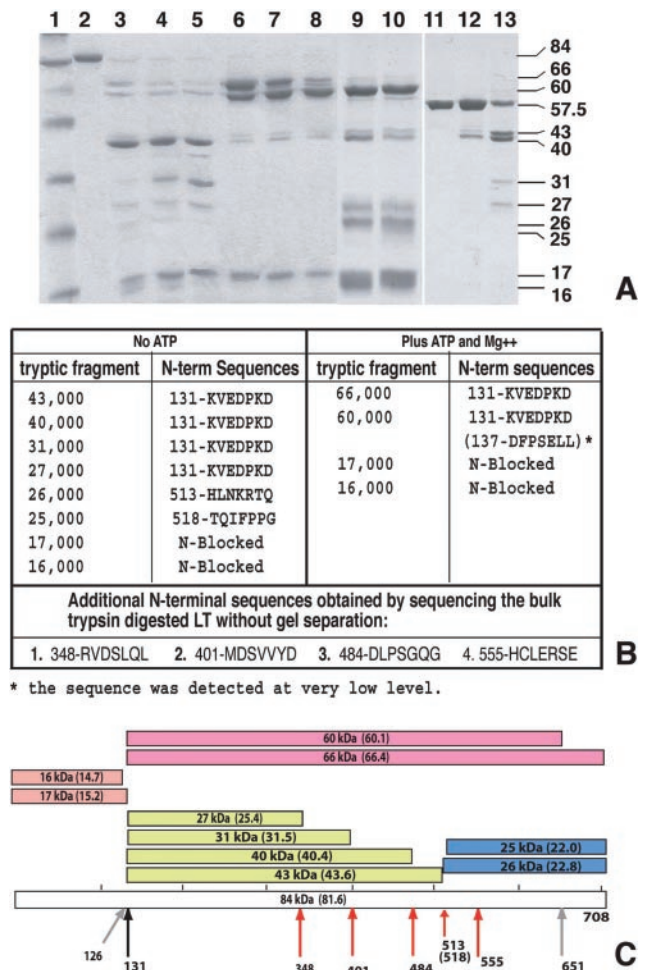 1 2 3 4 5 6 7 8 9 10 11 12 13
84
66
60
57.5
43
40
31
27
26
25
17
16
A
No ATP
Plus ATP and Mg++
tryptic fragment N-term Sequences tryptic fragment N-term sequences
43,000 131-KVEDPKD 66,000 131-KVEDPKD
40,000 131-KVEDPKD 60,000 131-KVEDPKD
31,000 131-KVEDPKD (137-DFPSELL)*
27,000 131-KVEDPKD 17,000 N-Blocked
26,000 513-HLNKRTQ 16,000 N-Blocked
25,000 518-TQIFPPG
17,000 N-Blocked
16,000 N-Blocked
Additional N-terminal sequences obtained by sequencing the bulk
trypsin digested LT without gel separation:
1. 348-RVDSLQL 2. 401-MDSVVYD 3. 484-DLPSGQG 4. 555-HCLERSE
B
* the sequence was detected at very low level.
60 kDa (60.1)
66 kDa (66.4)
16 kDa (14.7)
17 kDa (15.2)
27 kDa (25.4)
31 kDa (31.5)
25 kDa (22.0)
40 kDa (40.4)
26 kDa (22.8)
43 kDa (43.6)
84 kDa (81.6)
708
126
131
348
401
484
513
(518)
555
651
C